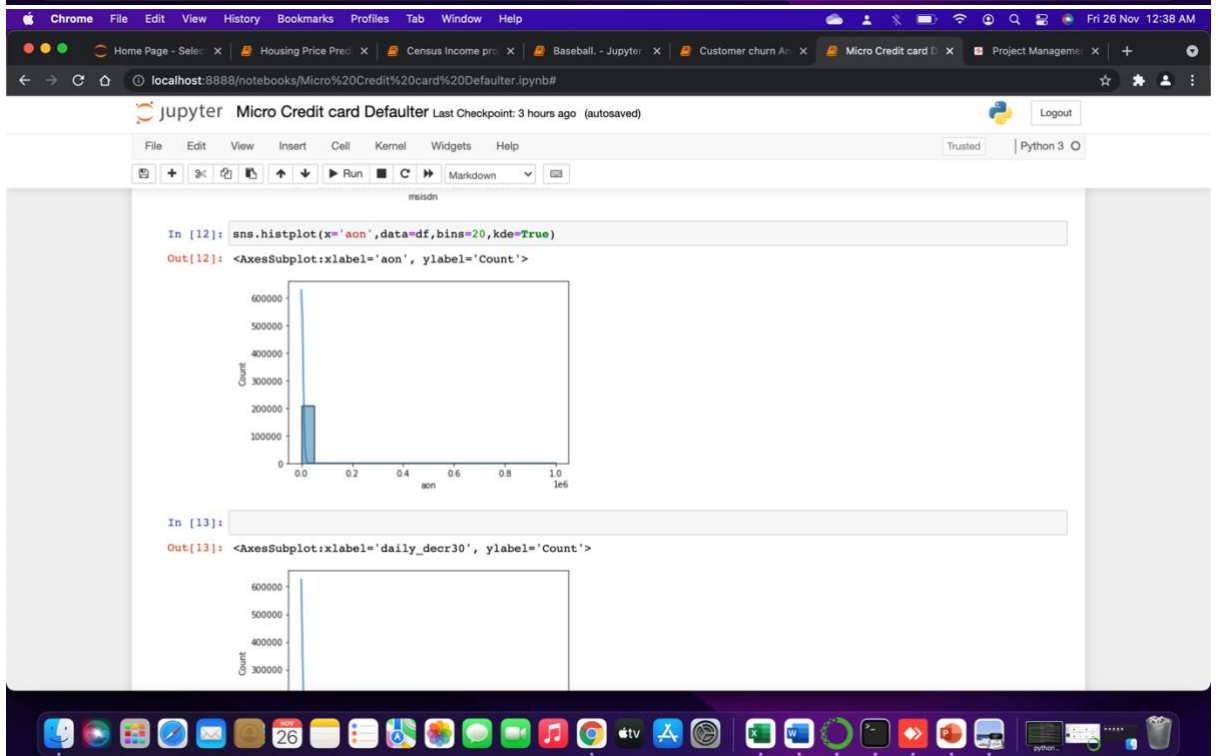 Chrome File Edit View History Bookmarks Profiles Tab Window Help Fri 26 Nov 12:38 AM
Home Page - Selec Housing Price Pred Census Income pro Baseball. - Jupyter Customer churn An Micro Credit card D Project Managemen
localhost:8888/notebooks/Micro%20Credit%20card%20Defaulter.ipynb#
jupyter Micro Credit card Defaulter Last Checkpoint: 3 hours ago (autosaved) Logout
File Edit View Insert Cell Kernel Widgets Help Trusted Python 3
Run Markdown
msisdn
In [12]: sns.histplot(x='aon',data=df,bins=20,kde=True)
Out[12]: <AxesSubplot:xlabel='aon', ylabel='Count'>
600000
500000
400000
300000
200000
100000
0
Count
0.0 0.2 0.4 0.6 0.8 1.0
aon 1e6
In [13]:
Out[13]: <AxesSubplot:xlabel='daily_decr30', ylabel='Count'>
600000
500000
400000
300000
Count
NOV
26
tv
python